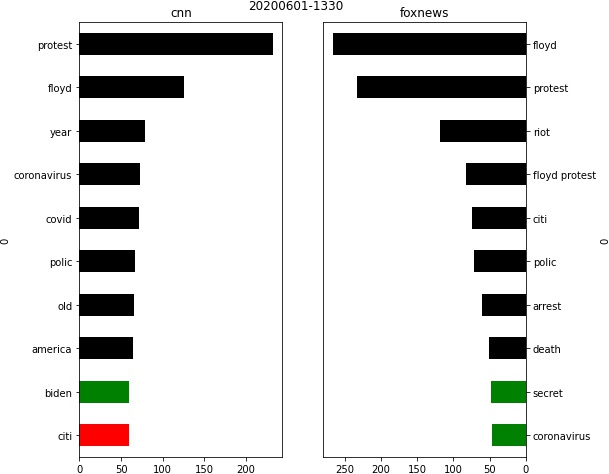 20200601-1330
cnn
foxnews
protest
floyd
year
coronavirus
covid
polic
old
america
biden
citi
0
0 50 100 150 200
floyd
protest
riot
floyd protest
citi
polic
arrest
death
secret
coronavirus
0
250 200 150 100 50 0